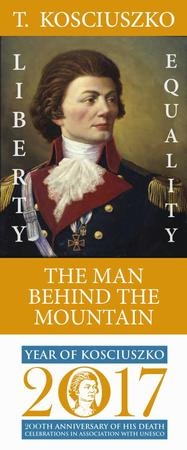 T. KOSCIUSZKO
LIBERTY
EQUALITY
THE MAN
BEHIND THE
MOUNTAIN
YEAR OF KOSCIUSZKO
2017
200TH ANNIVERSARY OF HIS DEATH
CELEBRATIONS IN ASSOCIATION WITH UNESCO